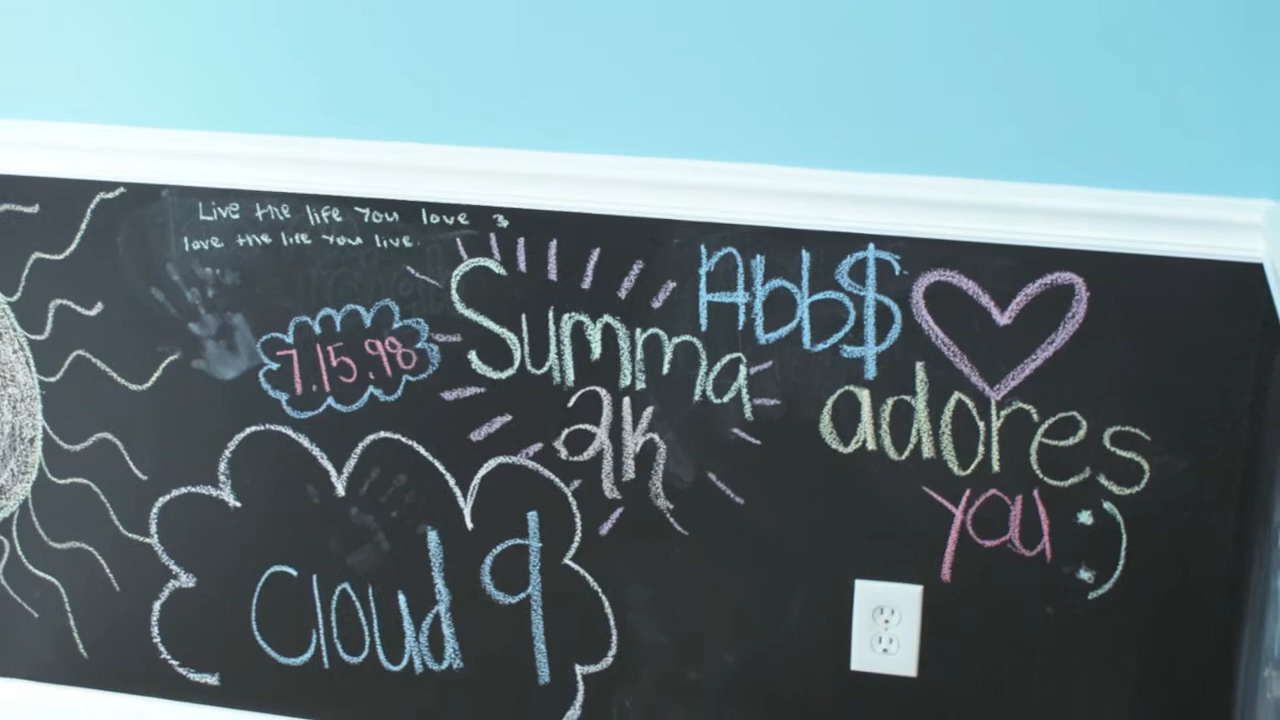 Live the life you love &
love the life you live.
7.15.98
Summa
2k
Abb$
adores
you :)
Cloud 9